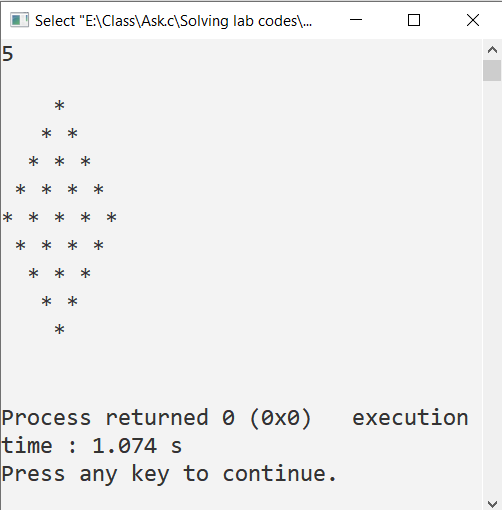 Select "E:\Class\Ask.c\Solving lab codes\...
5
    *
   * *
  * * *
 * * * *
* * * * *
 * * * *
  * * *
   * *
    *
Process returned 0 (0x0)   execution
time : 1.074 s
Press any key to continue.